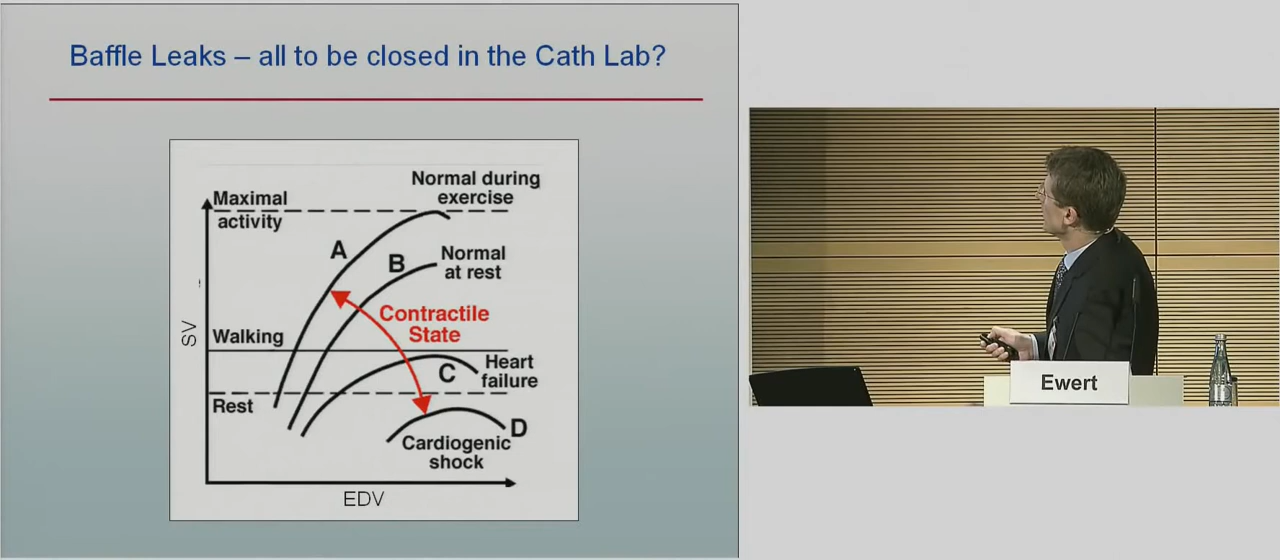 Baffle Leaks – all to be closed in the Cath Lab?
Normal during
exercise
Maximal
activity
A
B
Normal
at rest
Contractile
State
SV
Walking
Heart
failure
C
Rest
D
Cardiogenic
shock
EDV
Ewert